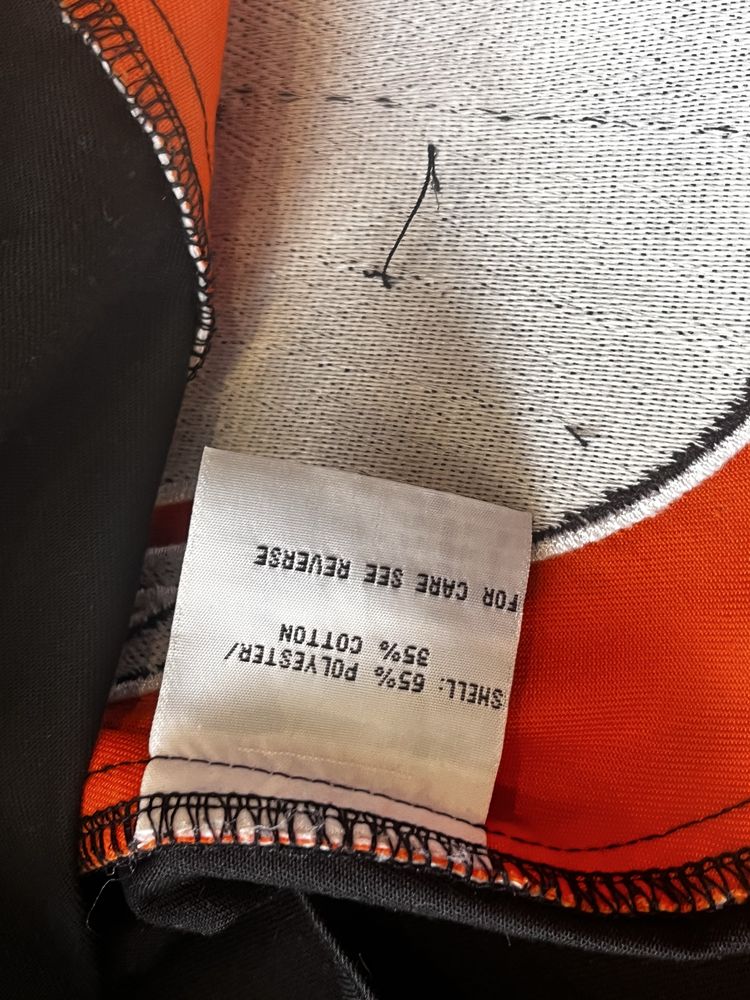 SHELL: 65% POLYESTER/
35% COTTON
FOR CARE SEE REVERSE